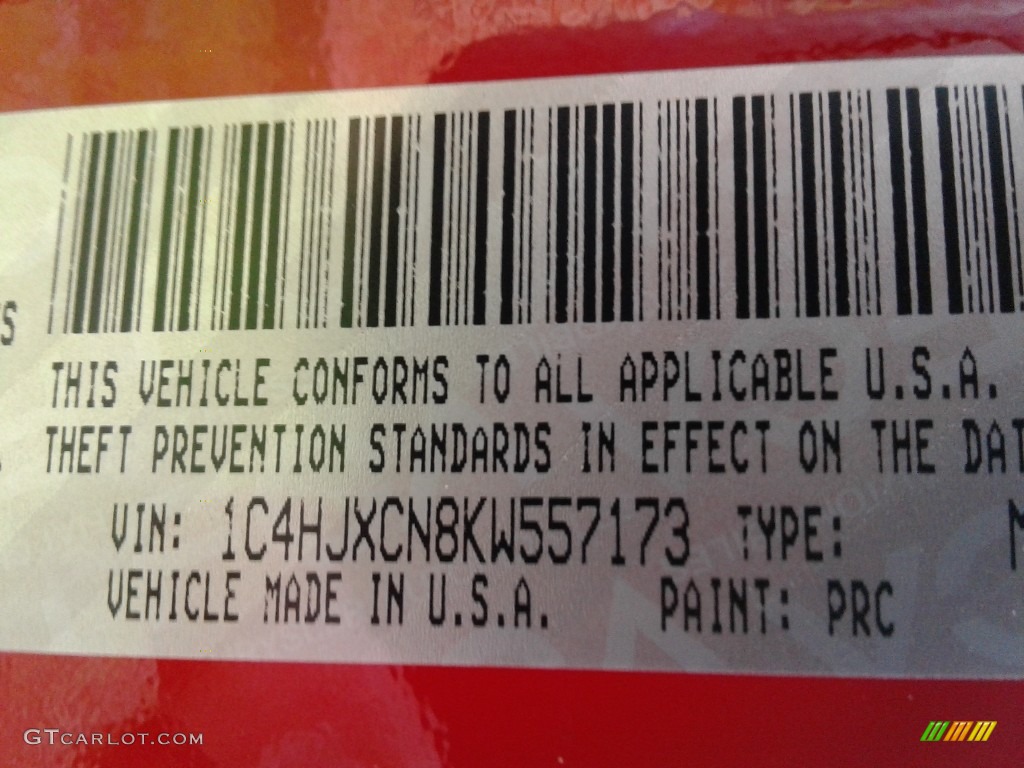 THIS VEHICLE CONFORMS TO ALL APPLICABLE U.S.A.
THEFT PREVENTION STANDARDS IN EFFECT ON THE DAT
VIN: 1C4HJXCN8KW557173 TYPE: M
VEHICLE MADE IN U.S.A. PAINT: PRC
GTCARLOT.COM